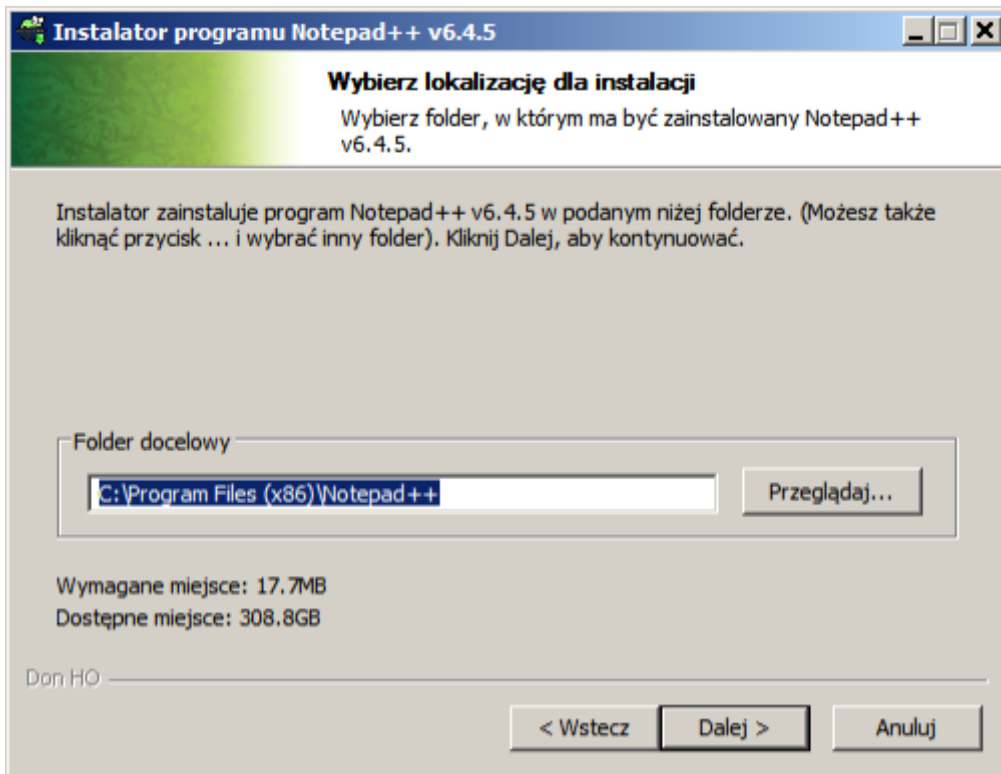 Instalator programu Notepad++ v6.4.5
Wybierz lokalizację dla instalacji
Wybierz folder, w którym ma być zainstalowany Notepad++
v6.4.5.
Instalator zainstaluje program Notepad++ v6.4.5 w podanym niżej folderze. (Możesz także
kliknąć przycisk ... i wybrać inny folder). Kliknij Dalej, aby kontynuować.
Folder docelowy
C:\Program Files (x86)\Notepad++
Przeglądaj...
Wymagane miejsce: 17.7MB
Dostępne miejsce: 308.8GB
Don HO
< Wstecz
Dalej >
Anuluj